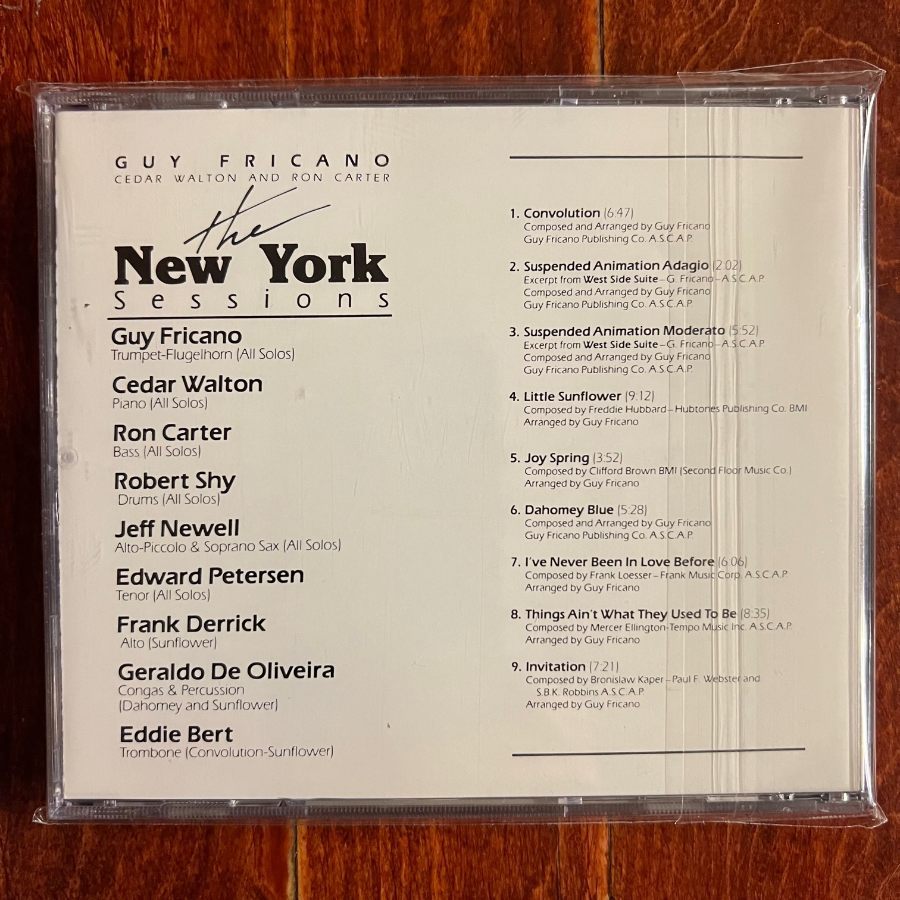 GUY FRICANO
CEDAR WALTON AND RON CARTER
the
New York
Sessions
Guy Fricano
Trumpet-Flugelhorn (All Solos)
Cedar Walton
Piano (All Solos)
Ron Carter
Bass (All Solos)
Robert Shy
Drums (All Solos)
Jeff Newell
Alto-Piccolo & Soprano Sax (All Solos)
Edward Petersen
Tenor (All Solos)
Frank Derrick
Alto (Sunflower)
Geraldo De Oliveira
Congas & Percussion
(Dahomey and Sunflower)
Eddie Bert
Trombone (Convolution-Sunflower)
1. Convolution (6:47)
Composed and Arranged by Guy Fricano
Guy Fricano Publishing Co. A.S.C.A.P.
2. Suspended Animation Adagio (2:02)
Excerpt from West Side Suite – G. Fricano – A.S.C.A.P.
Composed and Arranged by Guy Fricano
Guy Fricano Publishing Co. A.S.C.A.P.
3. Suspended Animation Moderato (5:52)
Excerpt from West Side Suite – G. Fricano – A.S.C.A.P.
Composed and Arranged by Guy Fricano
Guy Fricano Publishing Co. A.S.C.A.P.
4. Little Sunflower (9:12)
Composed by Freddie Hubbard – Hubtones Publishing Co. BMI
Arranged by Guy Fricano
5. Joy Spring (3:52)
Composed by Clifford Brown BMI (Second Floor Music Co.)
Arranged by Guy Fricano
6. Dahomey Blue (5:28)
Composed and Arranged by Guy Fricano
Guy Fricano Publishing Co. A.S.C.A.P.
7. I've Never Been In Love Before (6:06)
Composed by Frank Loesser – Frank Music Corp. A.S.C.A.P.
Arranged by Guy Fricano
8. Things Ain't What They Used To Be (8:35)
Composed by Mercer Ellington-Tempo Music Inc. A.S.C.A.P.
Arranged by Guy Fricano
9. Invitation (7:21)
Composed by Bronislaw Kaper – Paul F. Webster and
S.B.K. Robbins A.S.C.A.P.
Arranged by Guy Fricano